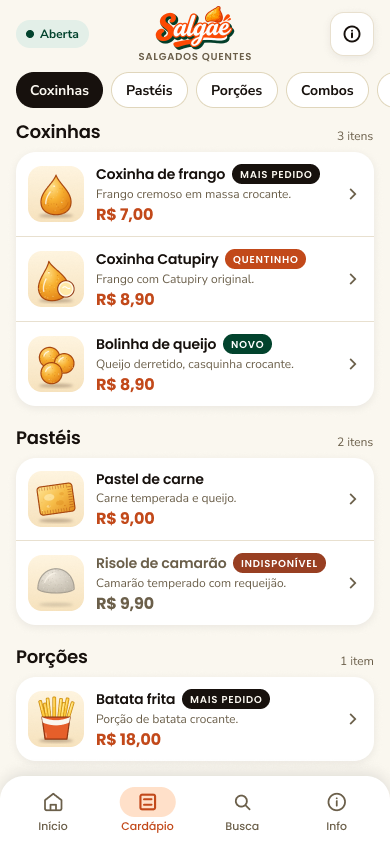 Aberta
Salgaê
SALGADOS QUENTES
Coxinhas
Pastéis
Porções
Combos
Coxinhas
3 itens
Coxinha de frango MAIS PEDIDO
Frango cremoso em massa crocante.
R$ 7,00
Coxinha Catupiry QUENTINHO
Frango com Catupiry original.
R$ 8,90
Bolinha de queijo NOVO
Queijo derretido, casquinha crocante.
R$ 8,90
Pastéis
2 itens
Pastel de carne
Carne temperada e queijo.
R$ 9,00
Risole de camarão INDISPONÍVEL
Camarão temperado com requeijão.
R$ 9,90
Porções
1 item
Batata frita MAIS PEDIDO
Porção de batata crocante.
R$ 18,00
Início
Cardápio
Busca
Info